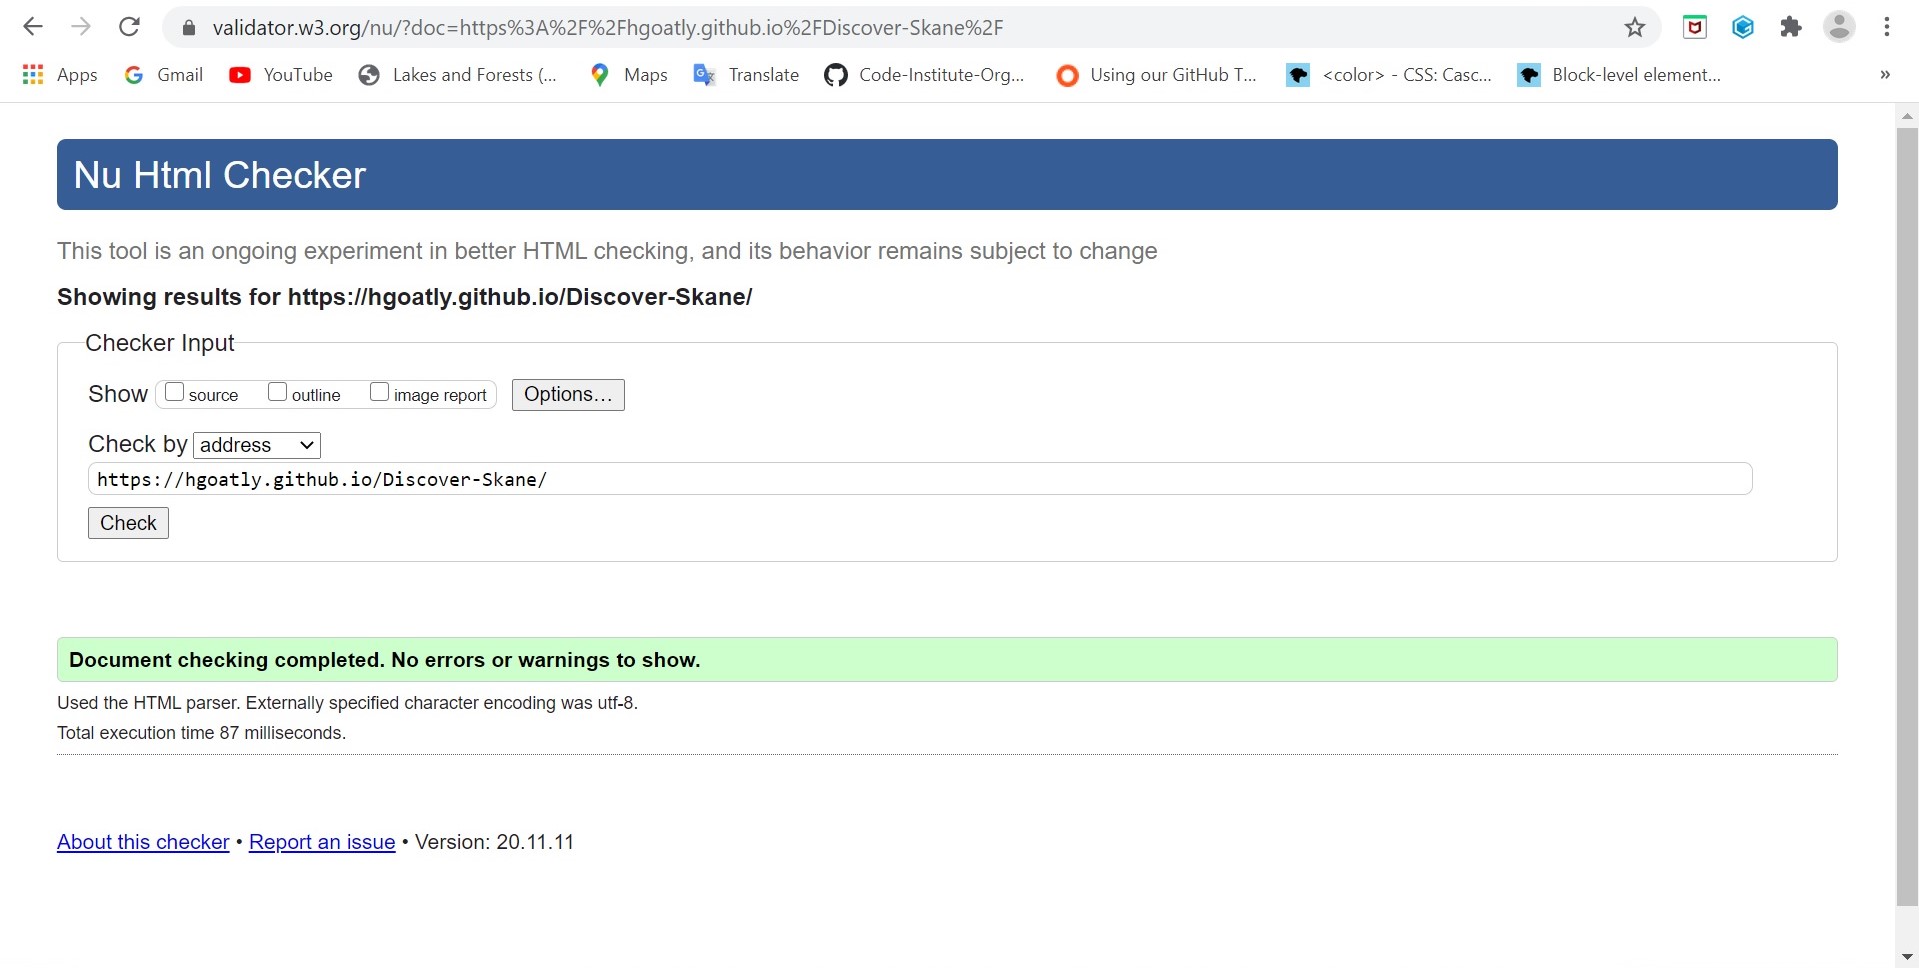 validator.w3.org/nu/?doc=https%3A%2F%2Fhgoatly.github.io%2FDiscover-Skane%2F
Apps Gmail YouTube Lakes and Forests (... Maps Translate Code-Institute-Org... Using our GitHub T... <color> - CSS: Casc... Block-level element... »
Nu Html Checker
This tool is an ongoing experiment in better HTML checking, and its behavior remains subject to change
Showing results for https://hgoatly.github.io/Discover-Skane/
Checker Input
Show source outline image report Options...
Check by address
https://hgoatly.github.io/Discover-Skane/
Check
Document checking completed. No errors or warnings to show.
Used the HTML parser. Externally specified character encoding was utf-8.
Total execution time 87 milliseconds.
About this checker • Report an issue • Version: 20.11.11